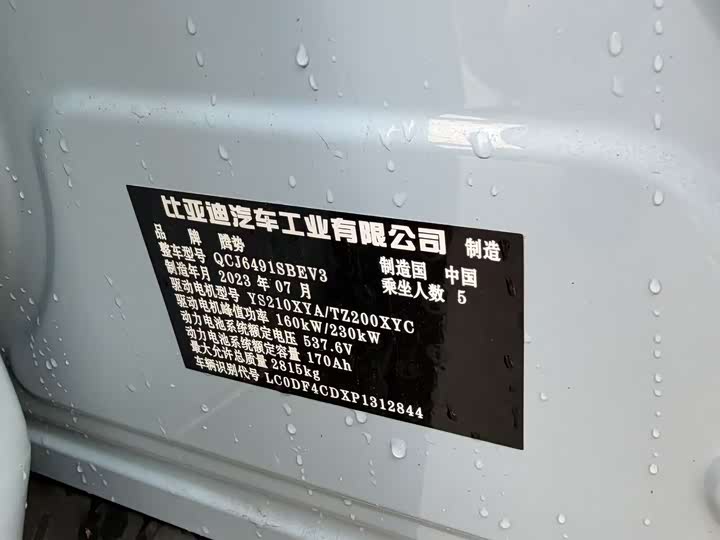 比亚迪汽车工业有限公司 制造
品牌 腾势 制造国 中国
整车型号 QCJ6491SBEV3 乘坐人数 5
制造年月 2023 年 07 月
驱动电机型号 YS210XYA/TZ200XYC
驱动电机峰值功率 160kW/230kW
动力电池系统额定电压 537.6V
动力电池系统额定容量 170Ah
最大允许总质量 2815kg
车辆识别代号 LC0DF4CDXP1312844